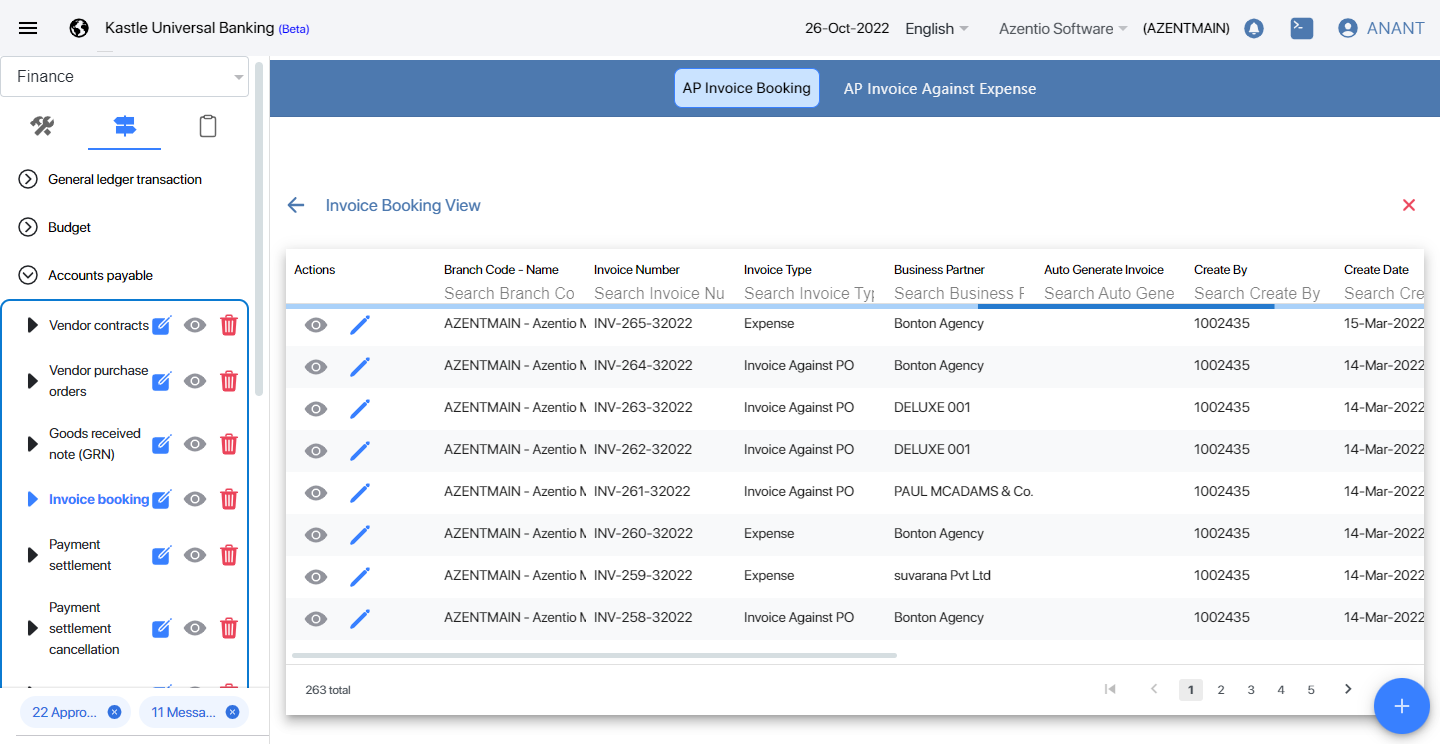 Kastle Universal Banking (Beta)
26-Oct-2022 English Azentio Software (AZENTMAIN) ANANT
Finance
General ledger transaction
Budget
Accounts payable
Vendor contracts
Vendor purchase
orders
Goods received
note (GRN)
Invoice booking
Payment
settlement
Payment
settlement
cancellation
22 Appro... 11 Messa...
AP Invoice Booking AP Invoice Against Expense
Invoice Booking View
Actions Branch Code - Name Invoice Number Invoice Type Business Partner Auto Generate Invoice Create By Create Date
Search Branch Co Search Invoice Nu Search Invoice Typ Search Business P Search Auto Gene Search Create By Search Cre
AZENTMAIN - Azentio M INV-265-32022 Expense Bonton Agency 1002435 15-Mar-2022
AZENTMAIN - Azentio M INV-264-32022 Invoice Against PO Bonton Agency 1002435 14-Mar-2022
AZENTMAIN - Azentio M INV-263-32022 Invoice Against PO DELUXE 001 1002435 14-Mar-2022
AZENTMAIN - Azentio M INV-262-32022 Invoice Against PO DELUXE 001 1002435 14-Mar-2022
AZENTMAIN - Azentio M INV-261-32022 Invoice Against PO PAUL MCADAMS & Co. 1002435 14-Mar-2022
AZENTMAIN - Azentio M INV-260-32022 Expense Bonton Agency 1002435 14-Mar-2022
AZENTMAIN - Azentio M INV-259-32022 Expense suvarana Pvt Ltd 1002435 14-Mar-2022
AZENTMAIN - Azentio M INV-258-32022 Invoice Against PO Bonton Agency 1002435 14-Mar-2022
263 total 1 2 3 4 5